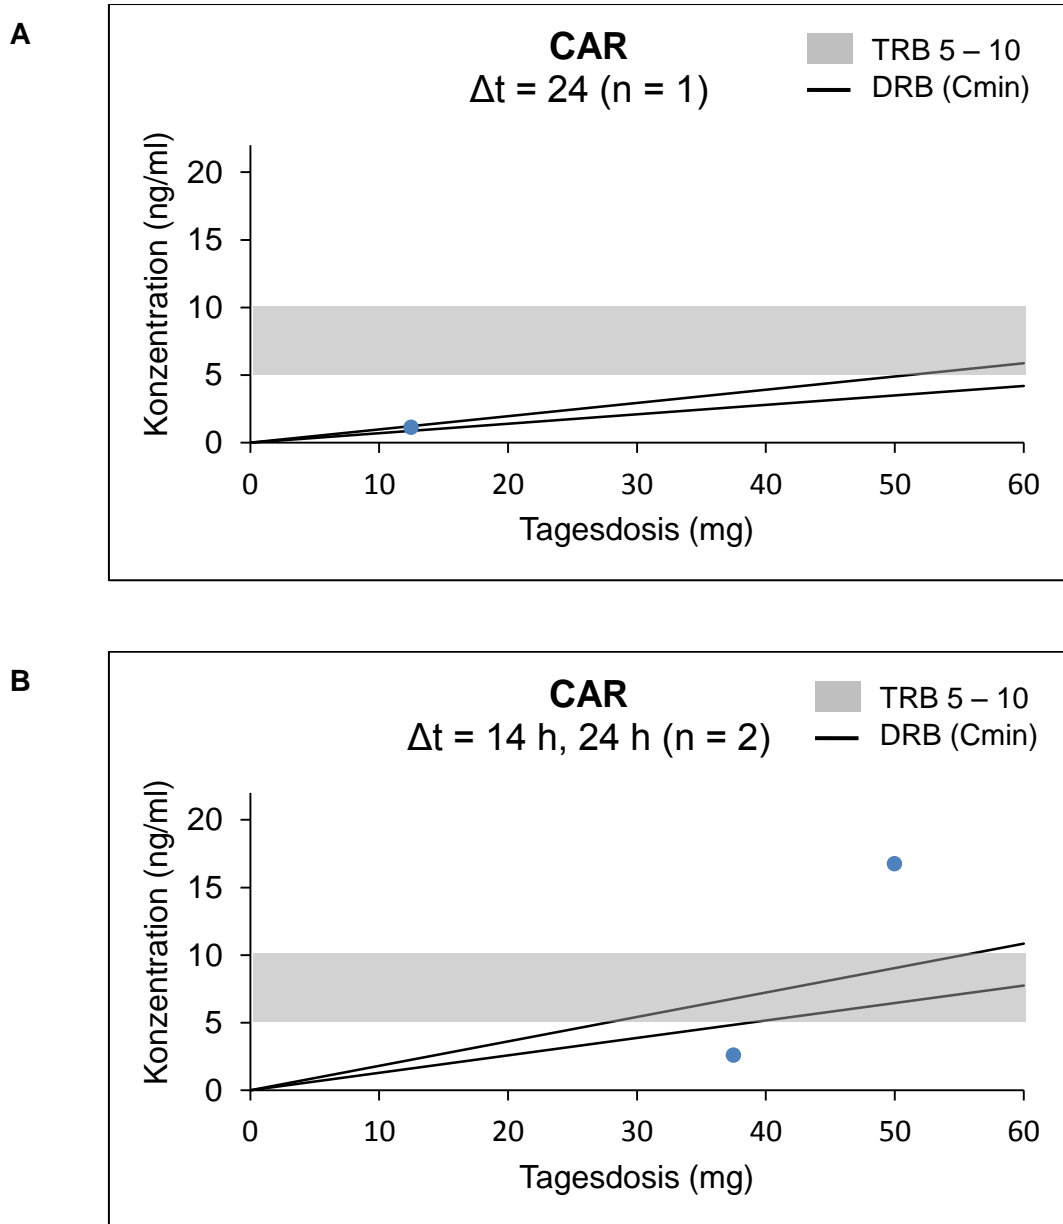 A
CAR
Δt = 24 (n = 1)
TRB 5 – 10
DRB (Cmin)
Konzentration (ng/ml)
20
15
10
5
0
0 10 20 30 40 50 60
Tagesdosis (mg)
B
CAR
Δt = 14 h, 24 h (n = 2)
TRB 5 – 10
DRB (Cmin)
Konzentration (ng/ml)
20
15
10
5
0
0 10 20 30 40 50 60
Tagesdosis (mg)